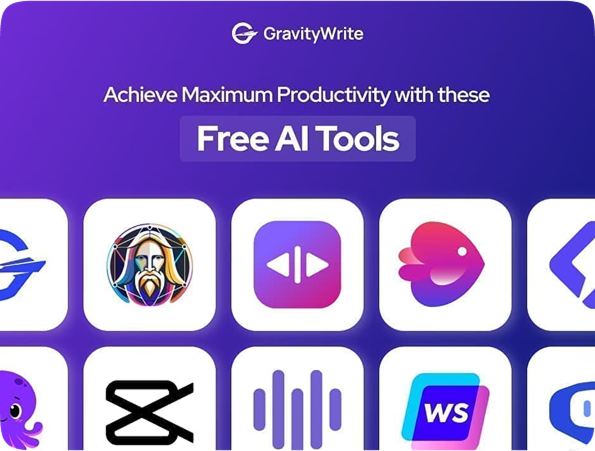 GravityWrite
Achieve Maximum Productivity with these
Free AI Tools
WS